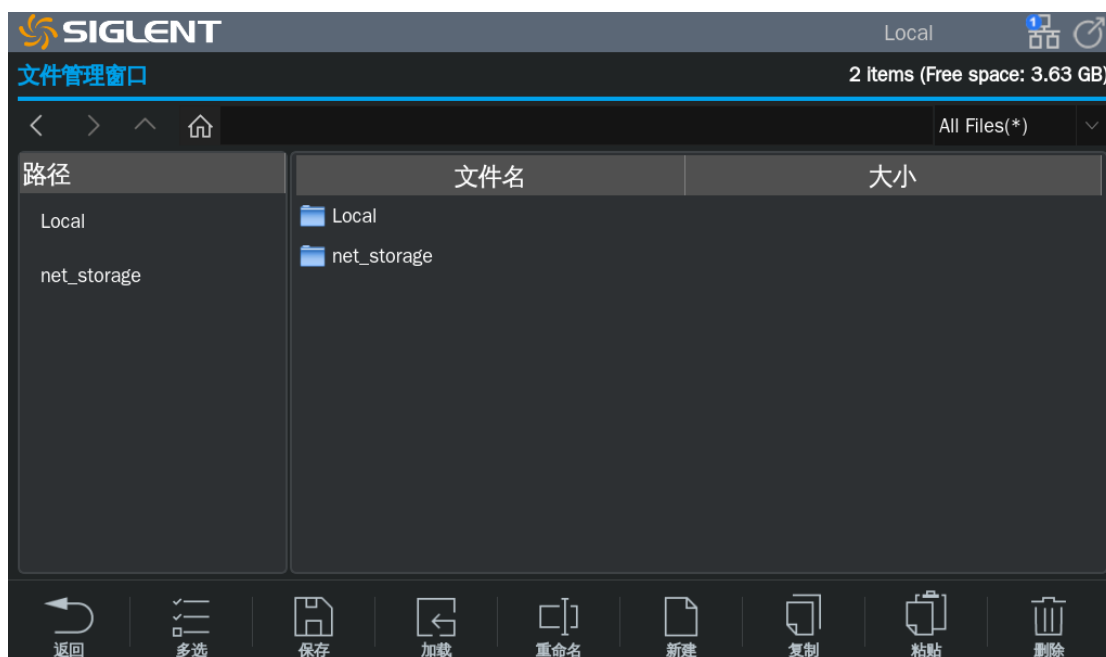 SIGLENT
Local
1
文件管理窗口
2 items (Free space: 3.63 GB)
All Files(*)
路径
文件名
大小
Local
Local
net_storage
net_storage
返回
多选
保存
加载
重命名
新建
复制
粘贴
删除